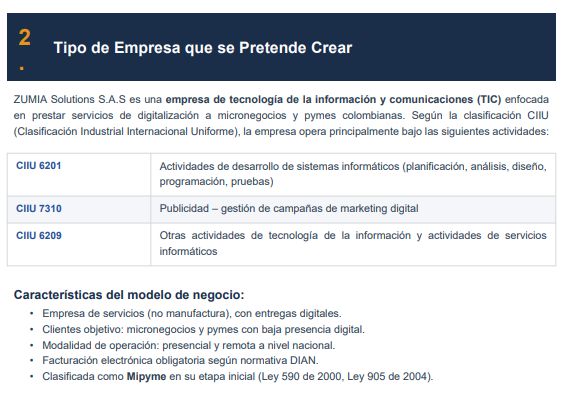 2
.
Tipo de Empresa que se Pretende Crear
ZUMIA Solutions S.A.S es una empresa de tecnología de la información y comunicaciones (TIC) enfocada
en prestar servicios de digitalización a micronegocios y pymes colombianas. Según la clasificación CIIU
(Clasificación Industrial Internacional Uniforme), la empresa opera principalmente bajo las siguientes actividades:
CIIU 6201
Actividades de desarrollo de sistemas informáticos (planificación, análisis, diseño,
programación, pruebas)
CIIU 7310
Publicidad – gestión de campañas de marketing digital
CIIU 6209
Otras actividades de tecnología de la información y actividades de servicios
informáticos
Características del modelo de negocio:
• Empresa de servicios (no manufactura), con entregas digitales.
• Clientes objetivo: micronegocios y pymes con baja presencia digital.
• Modalidad de operación: presencial y remota a nivel nacional.
• Facturación electrónica obligatoria según normativa DIAN.
• Clasificada como Mipyme en su etapa inicial (Ley 590 de 2000, Ley 905 de 2004).